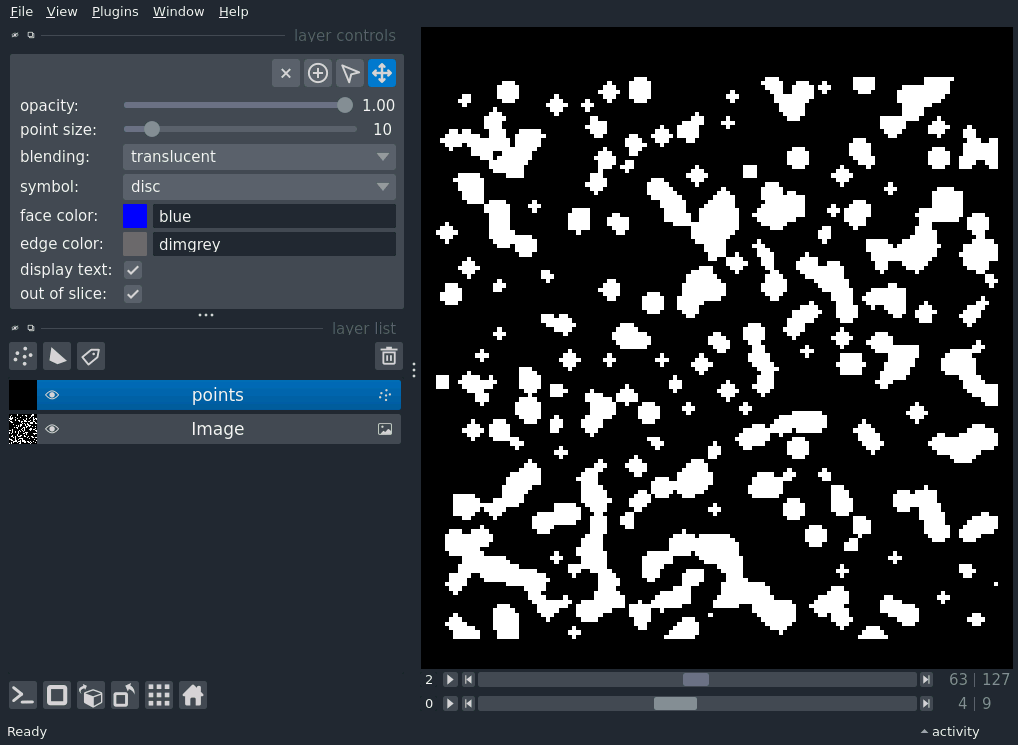 File View Plugins Window Help
layer controls
opacity: 1.00
point size: 10
blending: translucent
symbol: disc
face color: blue
edge color: dimgrey
display text:
out of slice:
layer list
points
Image
2 63 | 127
0 4 | 9
Ready activity